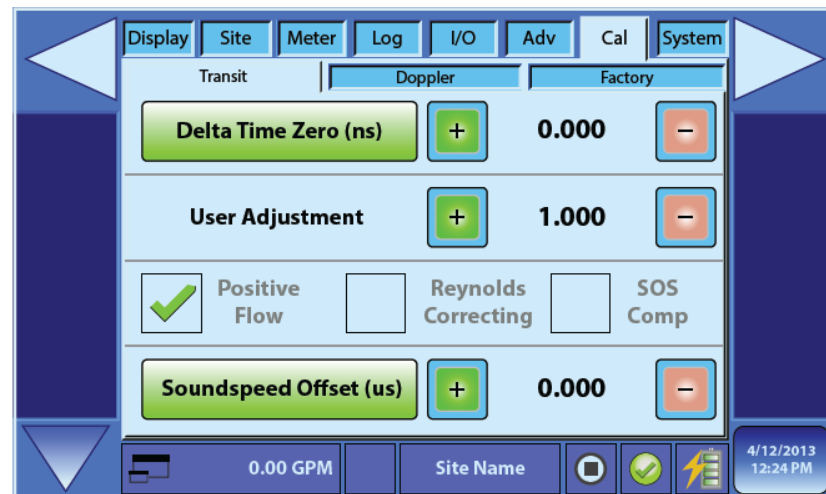 Display Site Meter Log I/O Adv Cal System
Transit Doppler Factory
Delta Time Zero (ns) + 0.000 −
User Adjustment + 1.000 −
Positive Flow
Reynolds Correcting
SOS Comp
Soundspeed Offset (us) + 0.000 −
0.00 GPM Site Name
4/12/2013
12:24 PM